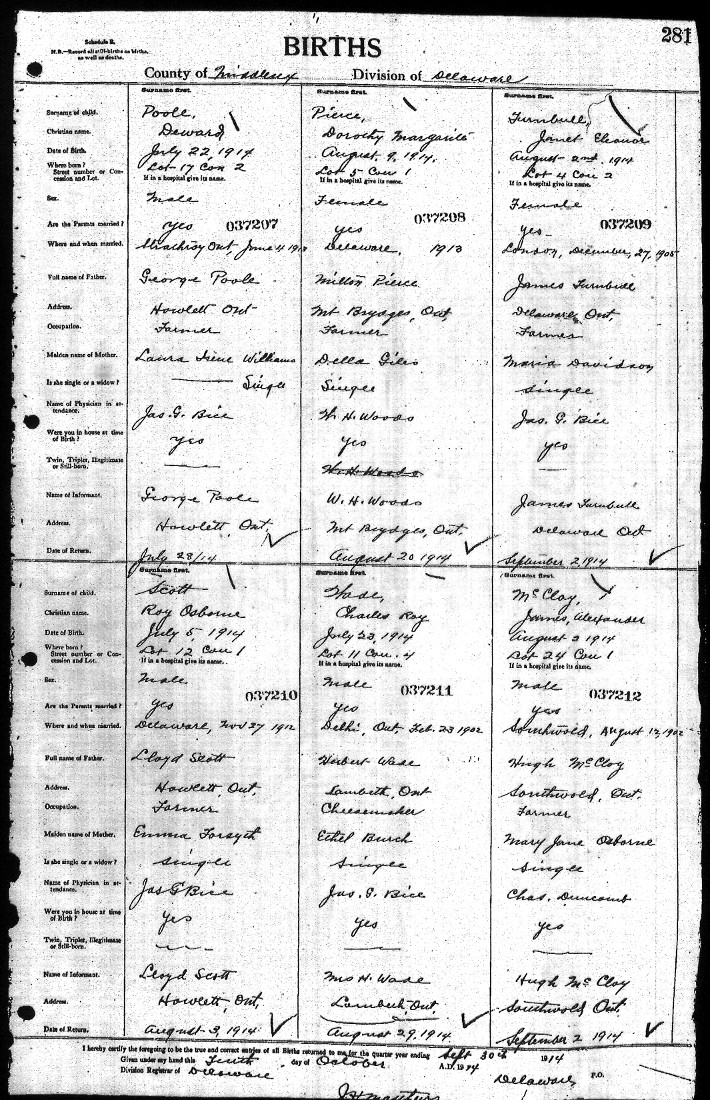 281
Schedule B.
N.B.—Record all still-births as births, as well as deaths.
BIRTHS
County of Middlesex Division of Delaware
Surname first. Surname first. Surname first.
Surname of child. Poole, Pierce, Turnbull,
Christian name. Deward Dorothy Margarite Janet Eleanor
Date of Birth. July 22, 1914 August 9, 1914. August 2nd, 1914
Where born? Street number or Concession and Lot. Lot 17 Con 2 Lot 5 Con 1 Lot 4 Con 2
If in a hospital give its name. If in a hospital give its name. If in a hospital give its name.
Sex. Male Female Female
037207 037208 037209
Are the Parents married? yes yes yes
Where and when married. Strathroy Ont, June 4 1913 Delaware, 1913 London, December, 27, 1905
Full name of Father. George Poole Milton Pierce James Turnbull
Address. Howlett Ont Mt Brydges, Ont, Delaware, Ont
Occupation. Farmer Farmer Farmer
Maiden name of Mother. Laura Irene Williams Della Giles Maria Davidson
Is she single or a widow? Single Single single
Name of Physician in attendance. Jas. G. Bice W. H. Woods Jas. G. Bice
Were you in house at time of Birth? yes yes yes
Twin, Triplet, Illegitimate or Still-born. W. H. Woods
Name of Informant. George Poole W. H. Woods James Turnbull
Address. Howlett, Ont, Mt Brydges, Ont, Delaware Ont
Date of Return. July 28/14 August 20 1914 September 2, 1914
Surname first. Surname first. Surname first.
Surname of child. Scott Wade, McCloy,
Christian name. Roy Osborne Charles Roy James, Alexander
Date of Birth. July 5, 1914 July 23, 1914 August 3 1914
Where born? Street number or Concession and Lot. Lot 12 Con 1 Lot 11 Con. 4 Lot 24 Con 1
If in a hospital give its name. If in a hospital give its name. If in a hospital give its name.
Sex. Male Male Male
037210 037211 037212
Are the Parents married? yes yes yes
Where and when married. Delaware, Nov 27 1912 Delhi, Ont, Feb. 23 1902 Southwold, August 12, 1902
Full name of Father. Lloyd Scott Herbert Wade Hugh McCloy
Address. Howlett, Ont, Lambeth, Ont Southwold, Ont.
Occupation. Farmer Cheesemaker Farmer
Maiden name of Mother. Emma Forsyth Ethel Burch Mary Jane Osborne
Is she single or a widow? single single single
Name of Physician in attendance. Jas G Bice Jas. G. Bice Chas. Duncomb
Were you in house at time of Birth? yes yes yes
Twin, Triplet, Illegitimate or Still-born.
Name of Informant. Lloyd Scott Mrs H. Wade Hugh McCloy
Address. Howlett, Ont, Lambeth, Ont, Southwold Ont,
Date of Return. August 3, 1914 August 29, 1914. September 2 1914
I hereby certify the foregoing to be the true and correct entries of all Births returned to me for the quarter year ending Sept 30th 1914
Given under my hand this Tenth day of October A.D. 1914
Division Registrar of Delaware Delaware P.O.